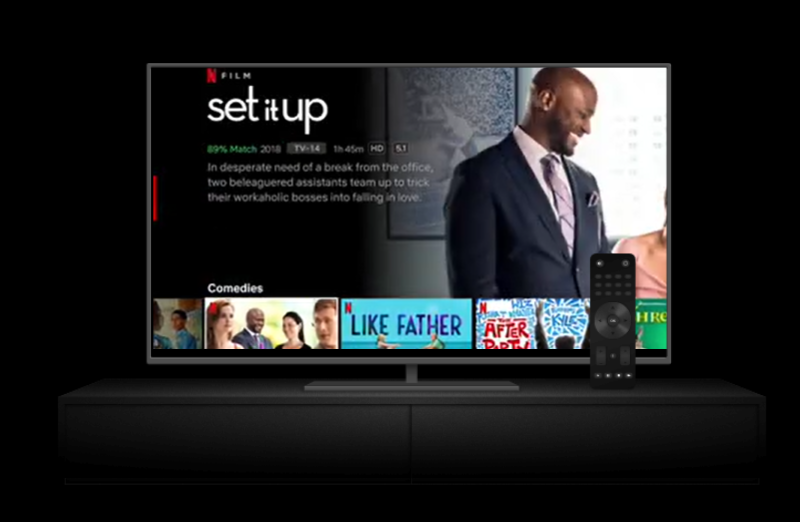 N FILM
set it up
89% Match 2018 TV-14 1h 45m HD 5.1
In desperate need of a break from the office,
two beleaguered assistants team up to trick
their workaholic bosses into falling in love.
Comedies
N
N LIKE FATHER
N
AFTER
PARTY
KYLE